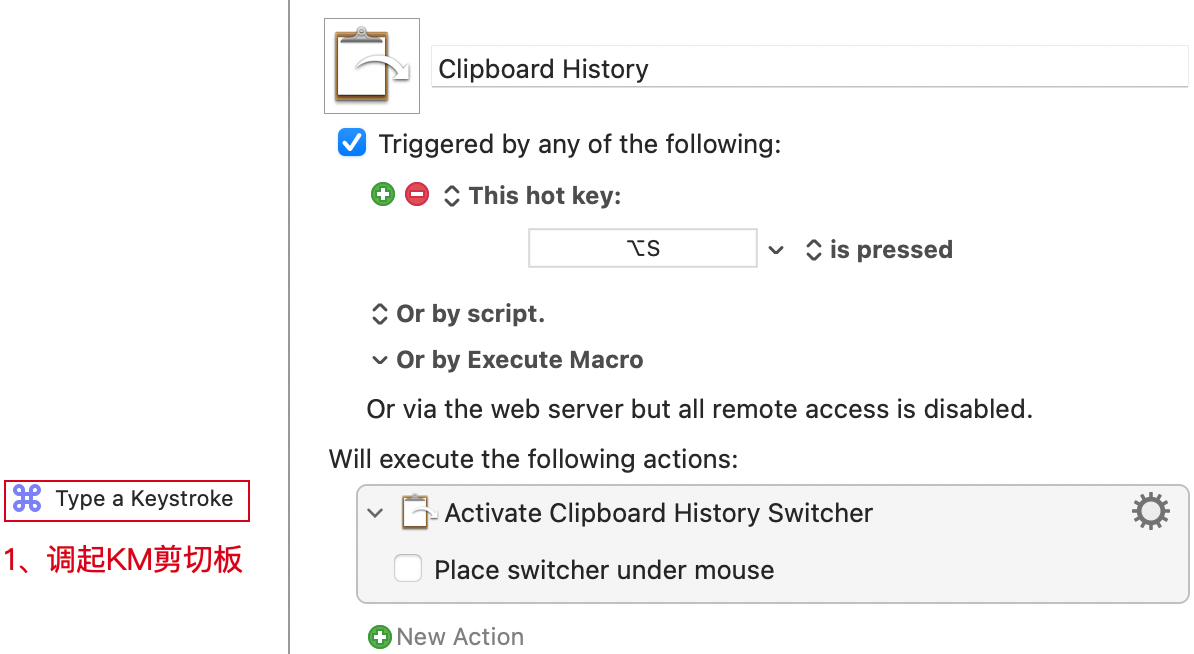 Clipboard History
Triggered by any of the following:
This hot key:
⌥S
is pressed
Or by script.
Or by Execute Macro
Or via the web server but all remote access is disabled.
Will execute the following actions:
Type a Keystroke
1、调起KM剪切板
Activate Clipboard History Switcher
Place switcher under mouse
New Action